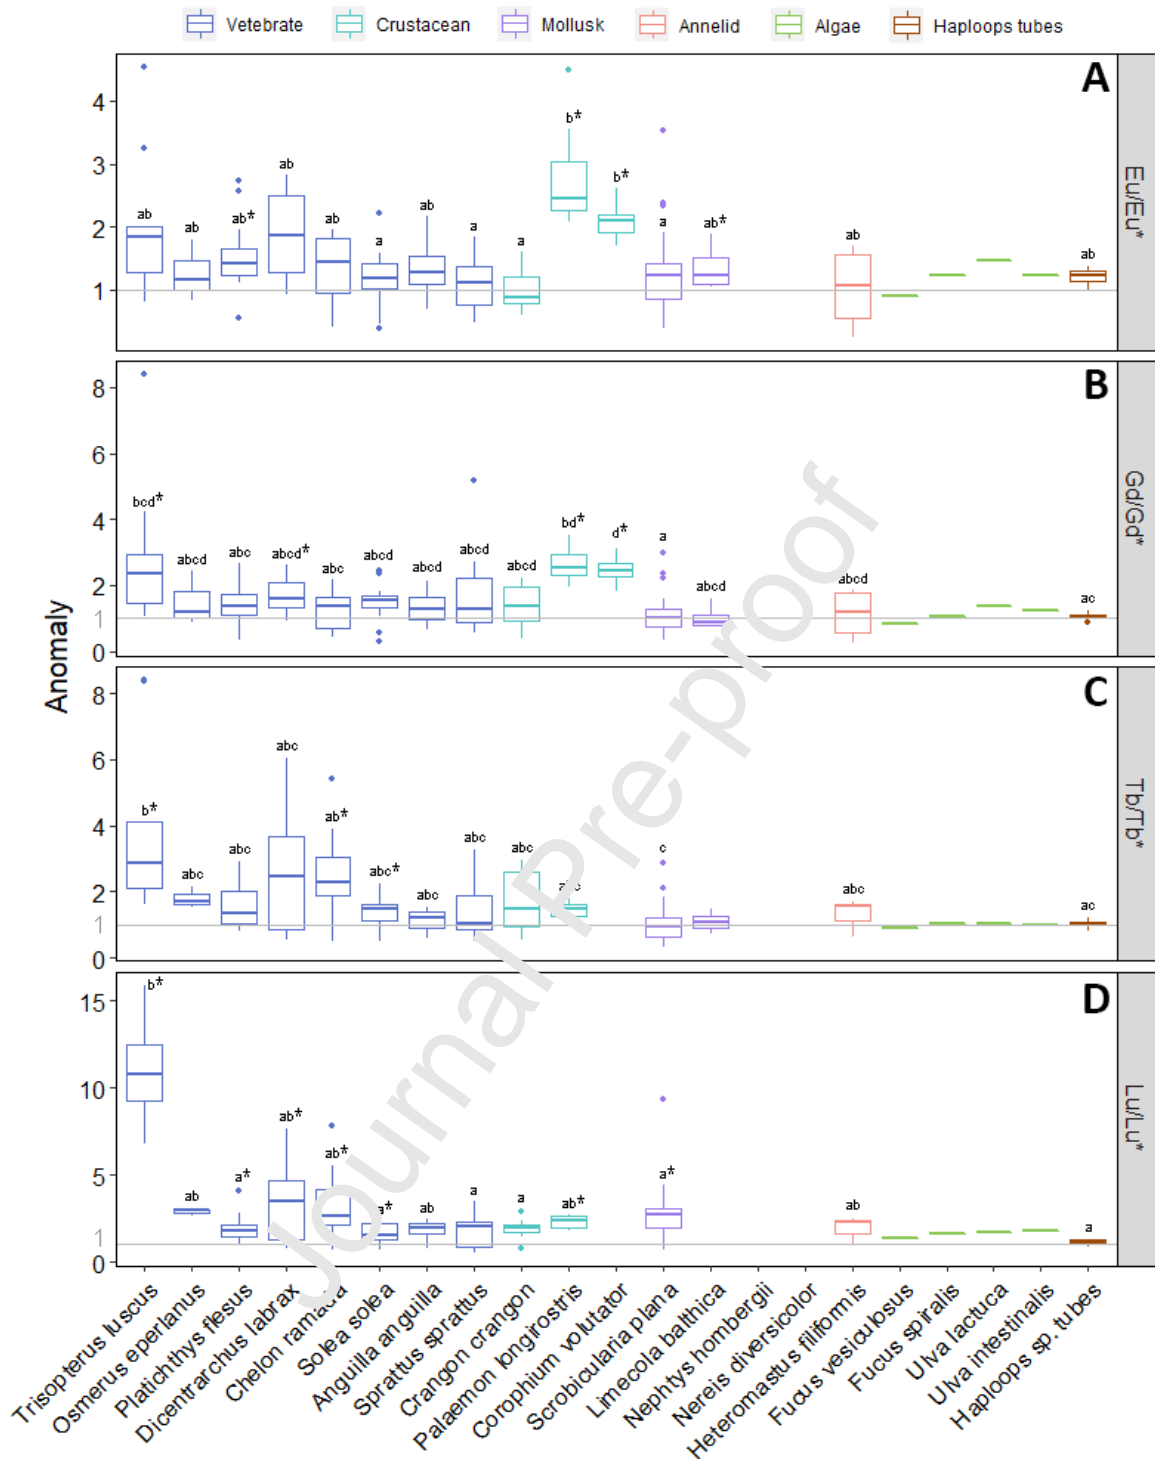 Vetebrate Crustacean Mollusk Annelid Algae Haploops tubes
A
Eu/Eu*
4
3
2
1
ab ab ab* ab ab a ab a a b* b* a ab* ab ab
B
Gd/Gd*
8
6
4
2
1
0
bcd* abcd abc abcd* abc abcd abcd abcd abcd bd* d* a abcd abcd ac
Anomaly
C
Tb/Tb*
8
6
4
2
1
0
b* abc abc abc ab* abc* abc abc abc abc c abc ac
D
Lu/Lu*
15
10
5
1
0
b* ab a* ab* ab* a* ab a a ab* a* ab a
Trisopterus luscus
Osmerus eperlanus
Platichthys flesus
Dicentrarchus labrax
Chelon ramada
Solea solea
Anguilla anguilla
Sprattus sprattus
Crangon crangon
Palaemon longirostris
Corophium volutator
Scrobicularia plana
Limecola balthica
Nephtys hombergii
Nereis diversicolor
Heteromastus filiformis
Fucus vesiculosus
Fucus spiralis
Ulva lactuca
Ulva intestinalis
Haploops sp. tubes
Journal Pre-proof